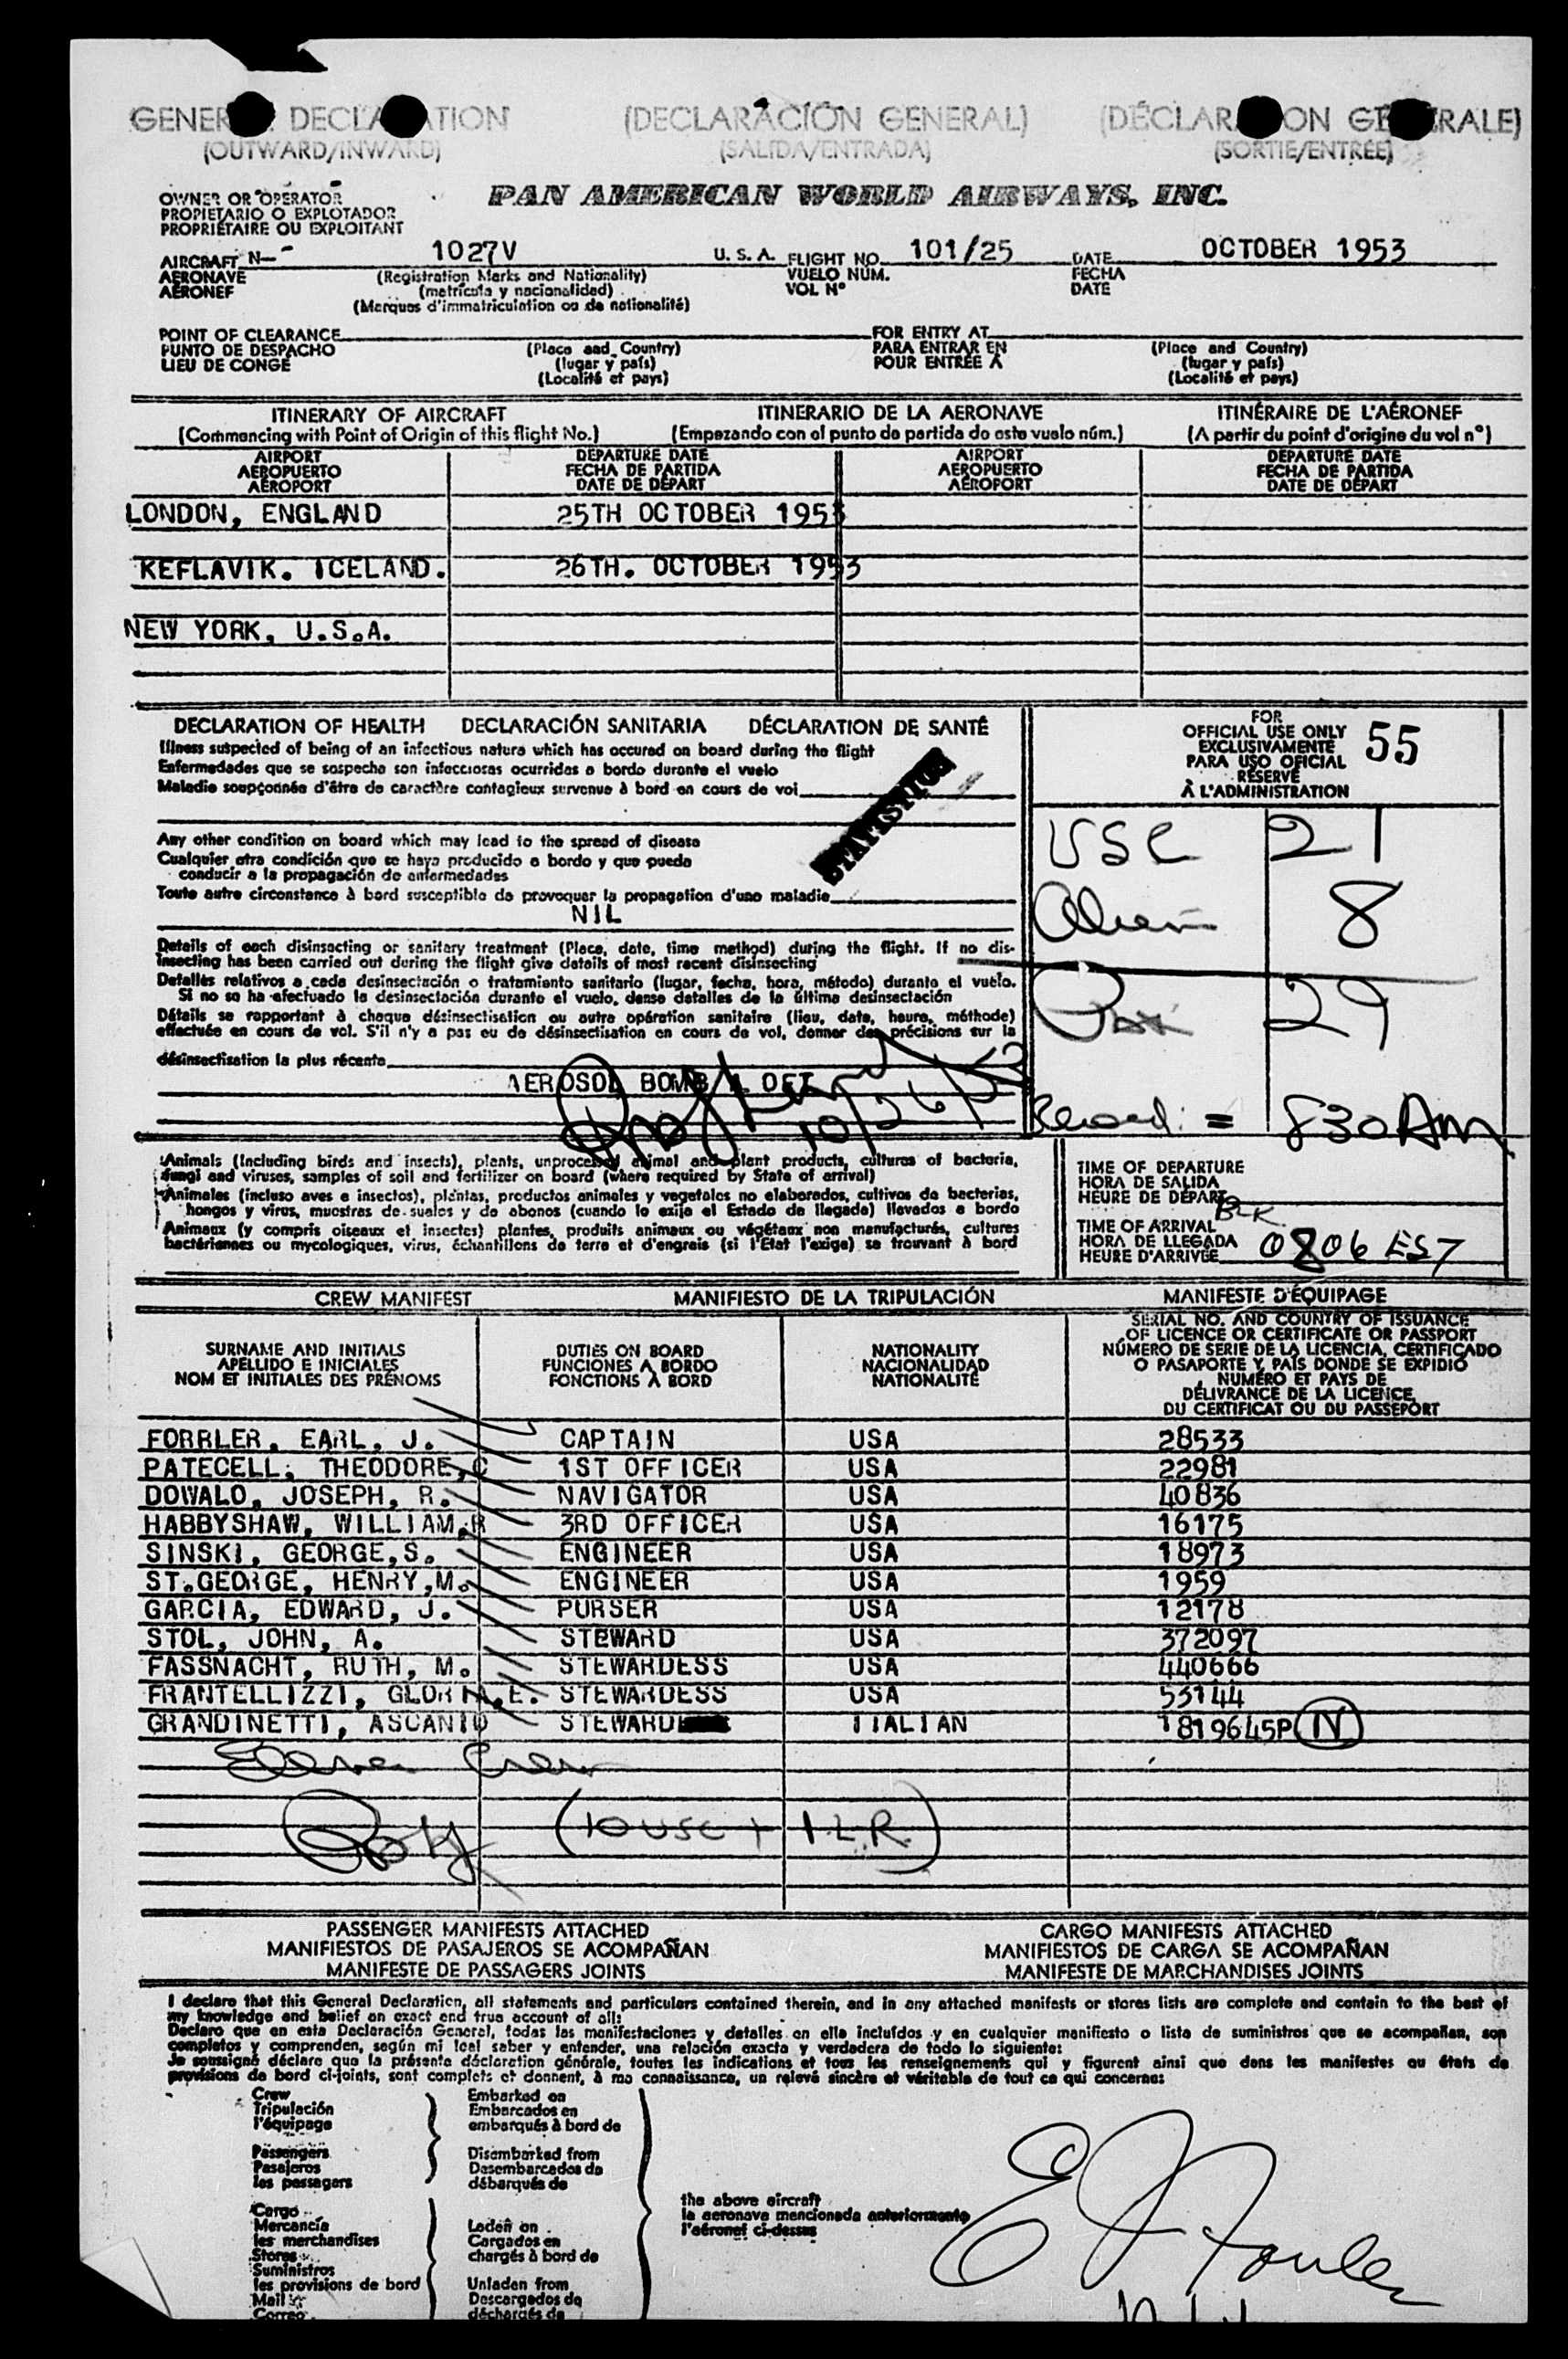 GENER DECLA TION (DECLARACIÓN GENERAL) (DÉCLARA ON GÉ RALE)
(OUTWARD/INWARD) (SALIDA/ENTRADA) (SORTIE/ENTRÉE)
OWNER OR OPERATOR
PROPIETARIO O EXPLOTADOR
PROPRIÉTAIRE OU EXPLOITANT
PAN AMERICAN WORLD AIRWAYS, INC.
AIRCRAFT N- 1027V U. S. A. FLIGHT NO. 101/25 DATE OCTOBER 1953
AERONAVE (Registration Marks and Nationality) VUELO NÚM. FECHA
AÉRONEF (matrícula y nacionalidad) VOL Nº DATE
(Marques d'immatriculation ou de nationalité)
POINT OF CLEARANCE FOR ENTRY AT
PUNTO DE DESPACHO (Place and Country) PARA ENTRAR EN (Place and Country)
LIEU DE CONGÉ (lugar y país) POUR ENTRÉE À (lugar y país)
(Localité et pays) (Localité et pays)
ITINERARY OF AIRCRAFT ITINERARIO DE LA AERONAVE ITINÉRAIRE DE L'AÉRONEF
(Commencing with Point of Origin of this flight No.) (Empezando con el punto de partida de este vuelo núm.) (A partir du point d'origine du vol nº)
AIRPORT DEPARTURE DATE AIRPORT DEPARTURE DATE
AEROPUERTO FECHA DE PARTIDA AEROPUERTO FECHA DE PARTIDA
AÉROPORT DATE DE DÉPART AÉROPORT DATE DE DÉPART
LONDON, ENGLAND 25TH OCTOBER 1953
KEFLAVIK. ICELAND. 26TH. OCTOBER 1953
NEW YORK, U.S.A.
DECLARATION OF HEALTH DECLARACIÓN SANITARIA DÉCLARATION DE SANTÉ
Illness suspected of being of an infectious nature which has occured on board during the flight
Enfermedades que se sospecha son infecciosas ocurridas a bordo durante el vuelo
Maladie soupçonnée d'être de caractère contagieux survenue à bord en cours de vol
STATISTICS
Any other condition on board which may lead to the spread of disease
Cualquier otra condición que se haya producido a bordo y que pueda
conducir a la propagación de enfermedades
Toute autre circonstance à bord susceptible de provoquer la propagation d'une maladie
NIL
Details of each disinsecting or sanitary treatment (Place, date, time method) during the flight. If no dis-
insecting has been carried out during the flight give details of most recent disinsecting
Detalles relativos a cada desinsectación o tratamiento sanitario (lugar, fecha, hora, método) durante el vuelo.
Si no se ha efectuado la desinsectación durante el vuelo, dense detalles de la última desinsectación
Détails se rapportant à chaque désinsectisation ou autre opération sanitaire (lieu, date, heure, méthode)
effectuée en cours de vol. S'il n'y a pas eu de désinsectisation en cours de vol, donner des précisions sur la
désinsectisation la plus récente
AEROSOL BOMB
10/26/53
FOR
OFFICIAL USE ONLY
EXCLUSIVAMENTE
PARA USO OFICIAL
RÉSERVÉ
À L'ADMINISTRATION
55
USC 21
Alien 8
Pax 29
= 830 AM
Animals (Including birds and insects), plants, unprocessed animal and plant products, cultures of bacteria,
fungi and viruses, samples of soil and fertilizer on board (where required by State of arrival)
Animales (incluso aves e insectos), plantas, productos animales y vegetales no elaborados, cultivos de bacterias,
hongos y virus, muestras de suelos y de abonos (cuando lo exija el Estado de llegada) llevados a bordo
Animaux (y compris oiseaux et insectes) plantes, produits animaux ou végétaux non manufacturés, cultures
bactériennes ou mycologiques, virus, échantillons de terre et d'engrais (si l'État l'exige) se trouvant à bord
TIME OF DEPARTURE
HORA DE SALIDA
HEURE DE DÉPART
BLK
TIME OF ARRIVAL
HORA DE LLEGADA
HEURE D'ARRIVÉE 0806 EST
CREW MANIFEST MANIFIESTO DE LA TRIPULACIÓN MANIFESTE D'ÉQUIPAGE
SURNAME AND INITIALS DUTIES ON BOARD NATIONALITY SERIAL NO. AND COUNTRY OF ISSUANCE
APELLIDO E INICIALES FUNCIONES A BORDO NACIONALIDAD OF LICENCE OR CERTIFICATE OR PASSPORT
NOM ET INITIALES DES PRÉNOMS FONCTIONS À BORD NATIONALITÉ NÚMERO DE SERIE DE LA LICENCIA, CERTIFICADO
O PASAPORTE Y PAÍS DONDE SE EXPIDIÓ
NUMÉRO ET PAYS DE
DÉLIVRANCE DE LA LICENCE,
DU CERTIFICAT OU DU PASSEPORT
FORRLER, EARL, J. CAPTAIN USA 28533
PATECELL, THEODORE,C 1ST OFFICER USA 22981
DOWALO, JOSEPH, R. NAVIGATOR USA 40836
HABBYSHAW, WILLIAM,R 3RD OFFICER USA 16175
SINSKI, GEORGE,S. ENGINEER USA 18973
ST.GEORGE, HENRY,M. ENGINEER USA 1959
GARCIA, EDWARD, J. PURSER USA 12178
STOL, JOHN, A. STEWARD USA 372097
FASSNACHT, RUTH, M. STEWARDESS USA 440666
FRANTELLIZZI, GLORIA,E. STEWARDESS USA 53144
GRANDINETTI, ASCANIO STEWARD ITALIAN 1819645P IV
Eleven Crew
(10 USC + 1 L.R.)
PASSENGER MANIFESTS ATTACHED CARGO MANIFESTS ATTACHED
MANIFIESTOS DE PASAJEROS SE ACOMPAÑAN MANIFIESTOS DE CARGA SE ACOMPAÑAN
MANIFESTE DE PASSAGERS JOINTS MANIFESTE DE MARCHANDISES JOINTS
I declare that this General Declaration, all statements and particulars contained therein, and in any attached manifests or stores lists are complete and contain to the best of
my knowledge and belief an exact and true account of all:
Declaro que en esta Declaración General, todas las manifestaciones y detalles en ella incluídos y en cualquier manifiesto o lista de suministros que se acompañan, son
completos y comprenden, según mi leal saber y entender, una relación exacta y verdadera de todo lo siguiente:
Je soussigné déclare que la présente déclaration générale, toutes les indications et tous les renseignements qui y figurent ainsi que dans les manifestes ou états de
provisions de bord ci-joints, sont complets et donnent, à ma connaissance, un relevé sincère et véritable de tout ce qui concerne:
Crew Embarked on
Tripulación Embarcados en
l'équipage embarqués à bord de
Passengers Disembarked from
Pasajeros Desembarcados de
les passagers débarqués de
the above aircraft
la aeronave mencionada anteriormente
l'aéronef ci-dessus
Cargo
Mercancía Laden on
les merchandises Cargados en
Stores chargés à bord de
Suministros
les provisions de bord Unladen from
Mail Descargados de
Correo déchargés de